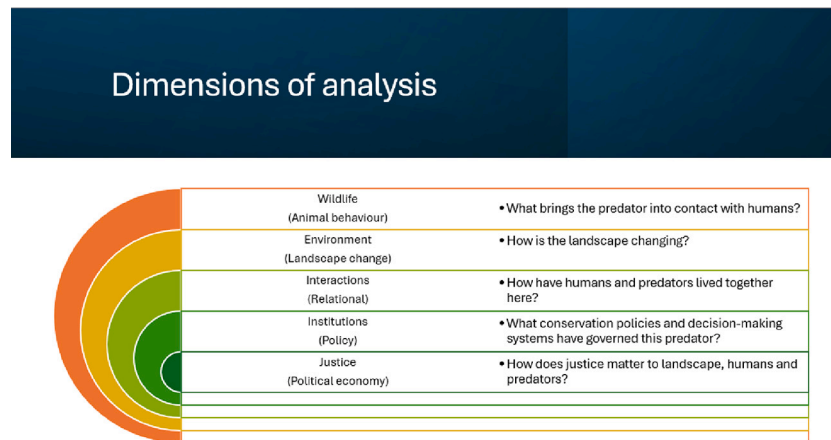 Dimensions of analysis
Wildlife
(Animal behaviour)
•What brings the predator into contact with humans?
Environment
(Landscape change)
•How is the landscape changing?
Interactions
(Relational)
•How have humans and predators lived together
here?
Institutions
(Policy)
•What conservation policies and decision-making
systems have governed this predator?
Justice
(Political economy)
•How does justice matter to landscape, humans and
predators?